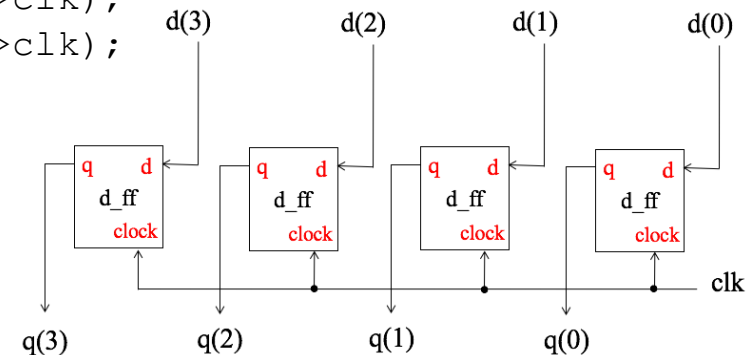 >clk);
>clk);
d(3) d(2) d(1) d(0)
q d q d q d q d
d_ff d_ff d_ff d_ff
clock clock clock clock
clk
q(3) q(2) q(1) q(0)